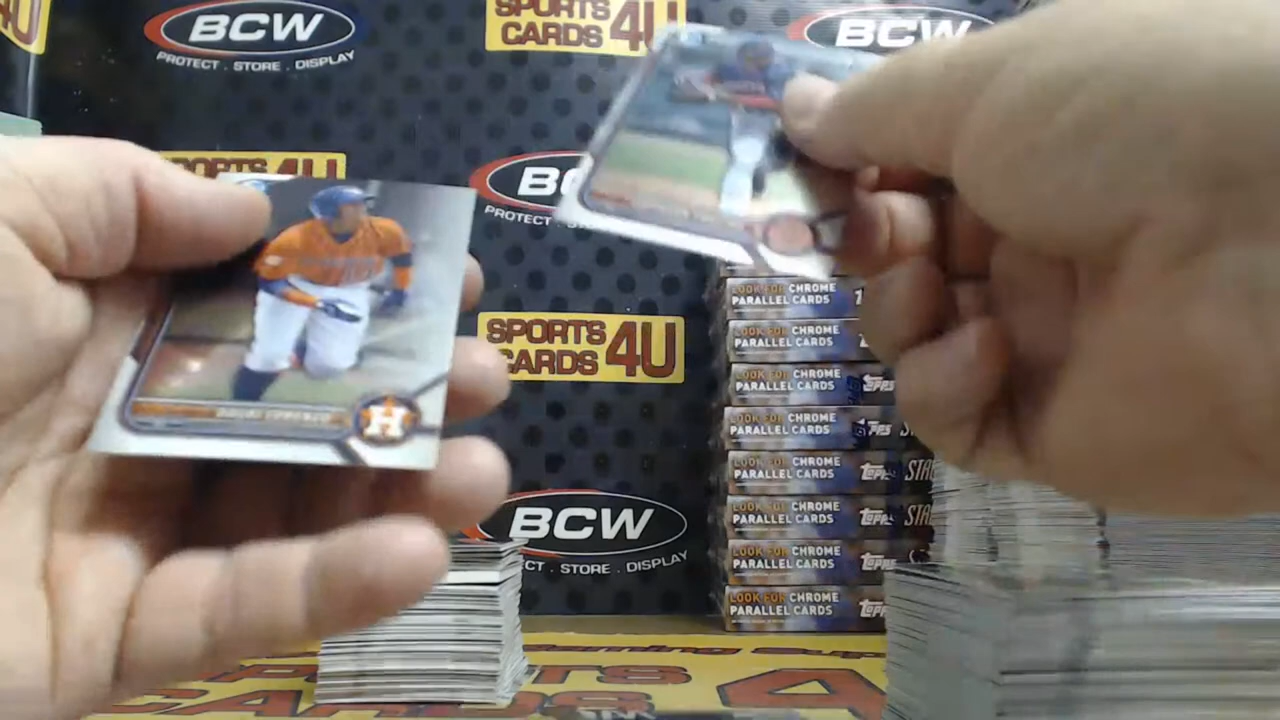 BCW
PROTECT . STORE . DISPLAY
SPORTS
CARDS 4U
BCW
SPORTS 4U
B
PROTECT . S
H
SPORTS
CARDS 4U
BCW
CT . STORE . DISPLAY
LOOK FOR CHROME
PARALLEL CARDS
LOOK FOR CHROME
PARALLEL CARDS
LOOK FOR CHROME
PARALLEL CARDS
TOPPS
LOOK FOR CHROME
PARALLEL CARDS
TOPPS
LOOK FOR CHROME
PARALLEL CARDS
TOPPS
LOOK FOR CHROME
PARALLEL CARDS
TOPPS
LOOK FOR CHROME
PARALLEL CARDS
TOPPS
LOOK FOR CHROME
PARALLEL CARDS
TOPPS
CARDS 4